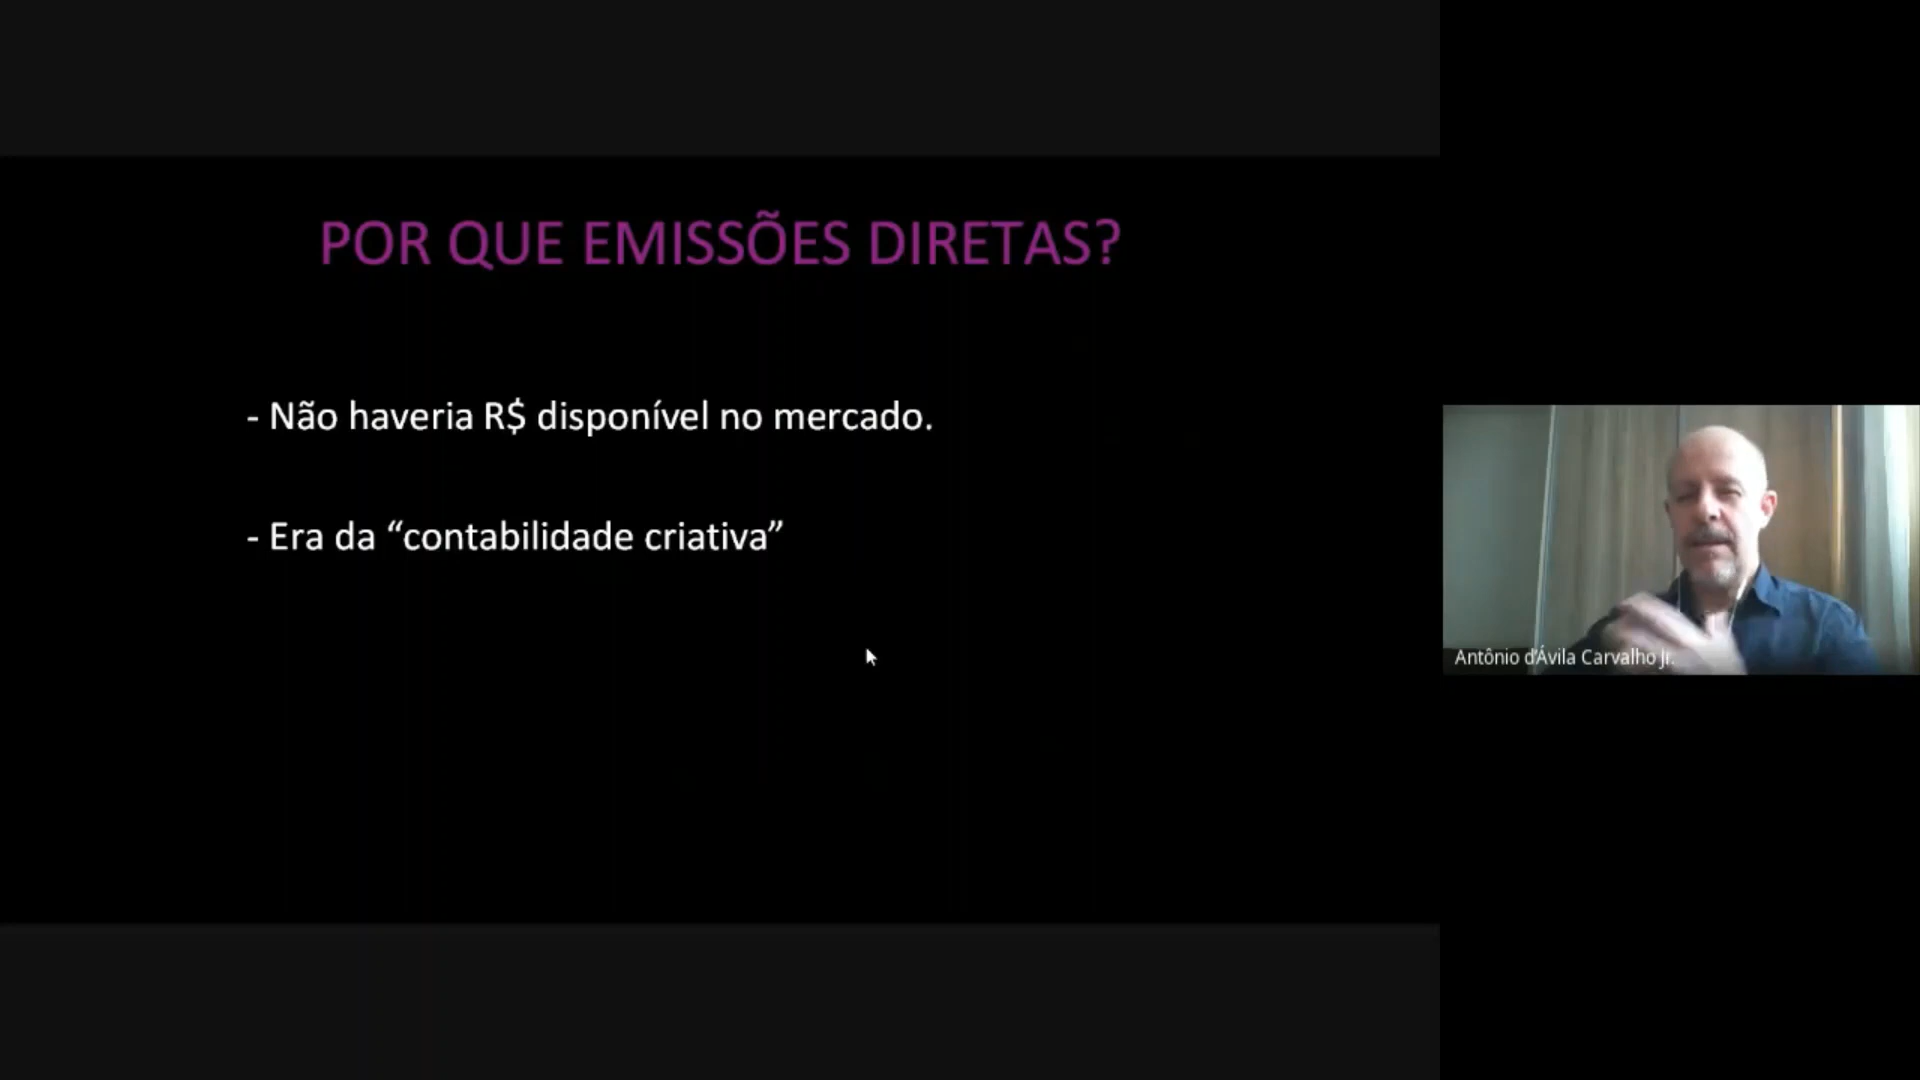 POR QUE EMISSÕES DIRETAS?
- Não haveria R$ disponível no mercado.
- Era da “contabilidade criativa”
Antônio d'Ávila Carvalho Jr.